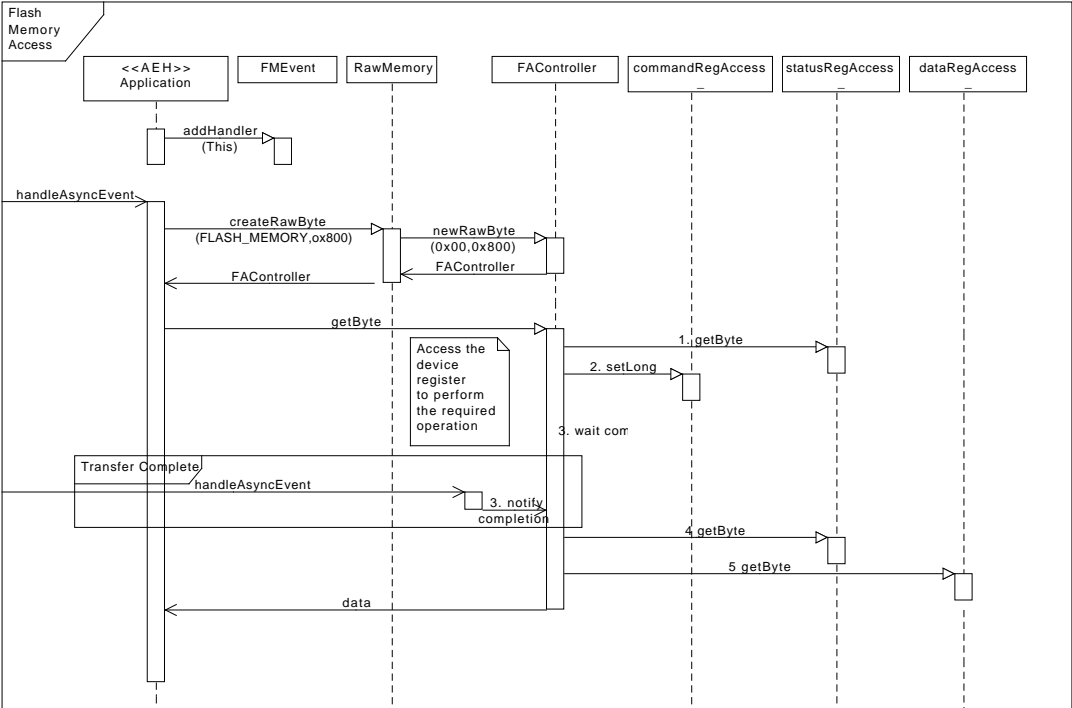 Flash
Memory
Access
<<AEH>>
Application
FMEvent
RawMemory
FAController
commandRegAccess
_
statusRegAccess
_
dataRegAccess
_
addHandler
(This)
handleAsyncEvent
createRawByte
(FLASH_MEMORY,ox800)
newRawByte
(0x00,0x800)
FAController
FAController
getByte
1. getByte
Access the
device
register
to perform
the required
operation
2. setLong
3. wait com
Transfer Complete
handleAsyncEvent
3. notify
completion
4 getByte
5 getByte
data